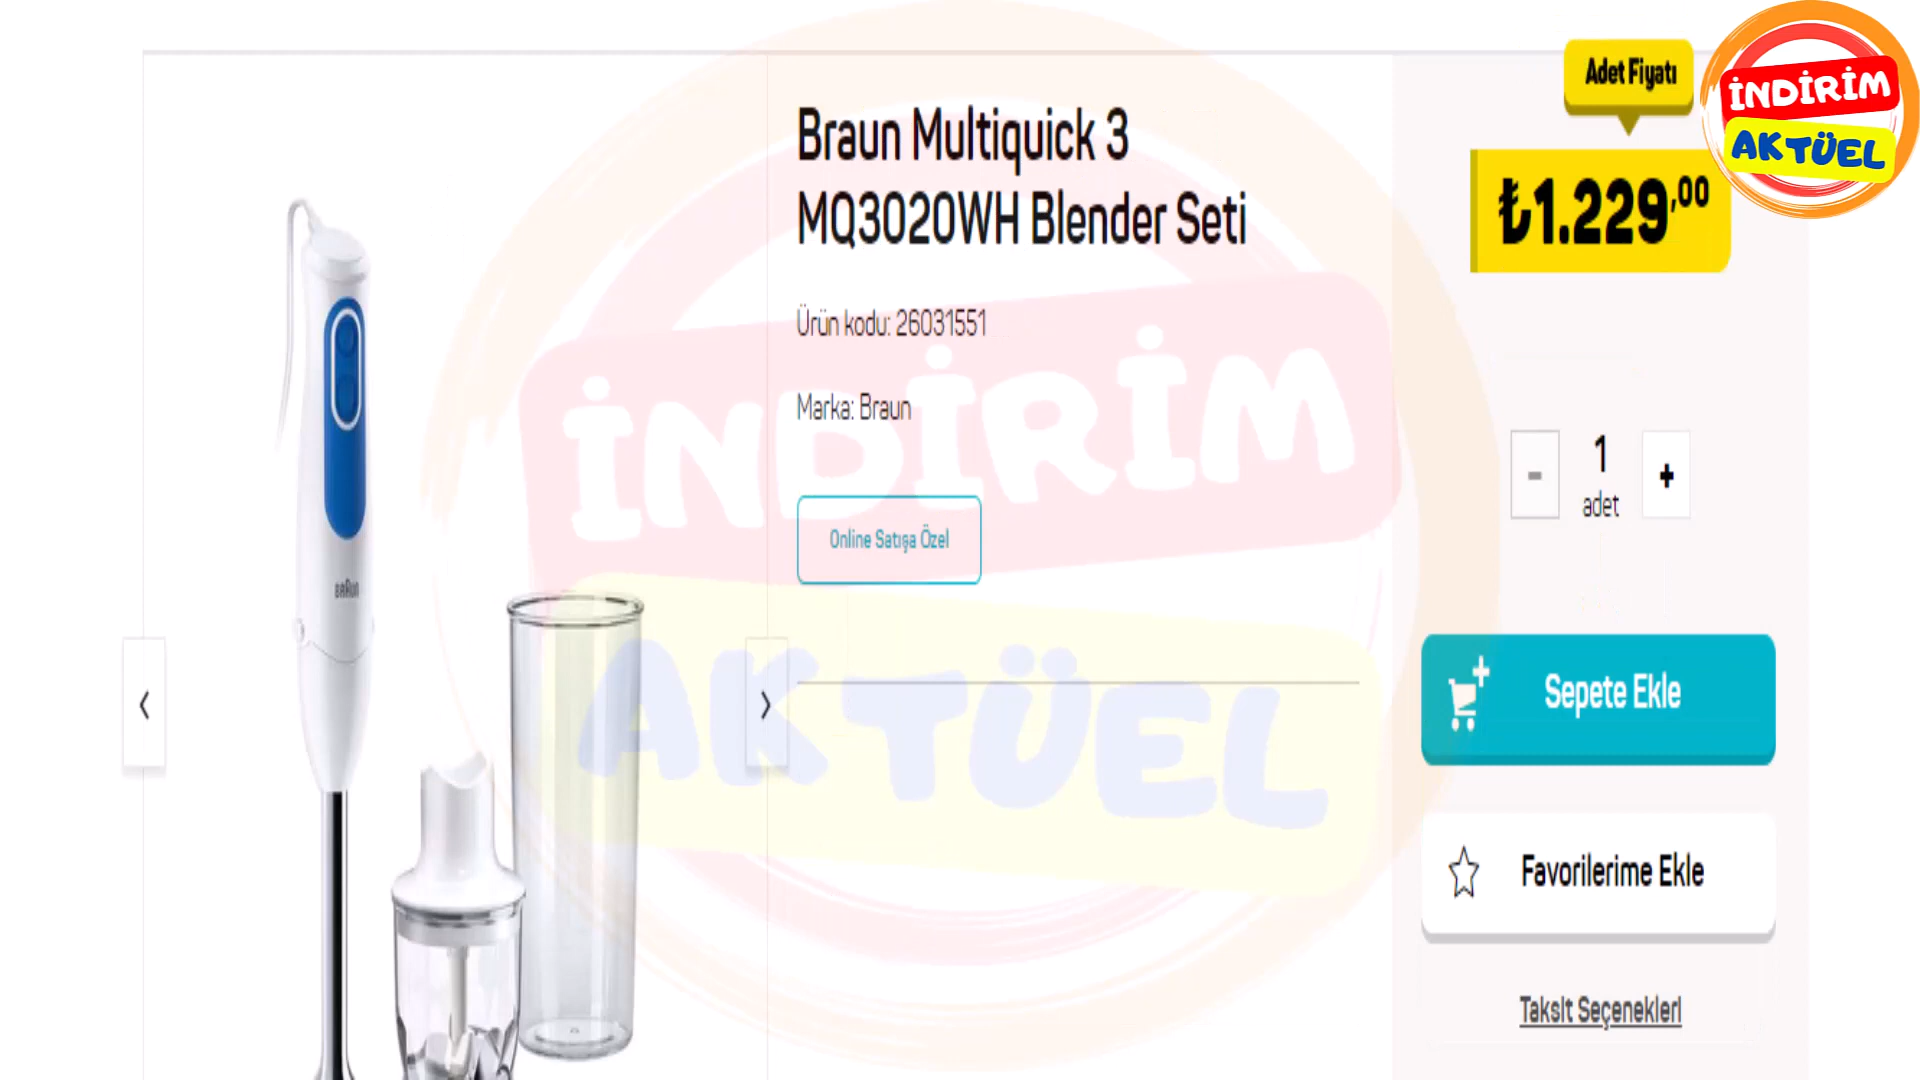 Adet Fiyatı
İNDİRİM
AKTÜEL
Braun Multiquick 3
MQ3020WH Blender Seti
₺1.229,00
Ürün kodu: 26031551
İNDİRİM
Marka: Braun
1
adet
Online Satışa Özel
BRAUN
AKTÜEL
Sepete Ekle
Favorilerime Ekle
Taksit Seçenekleri